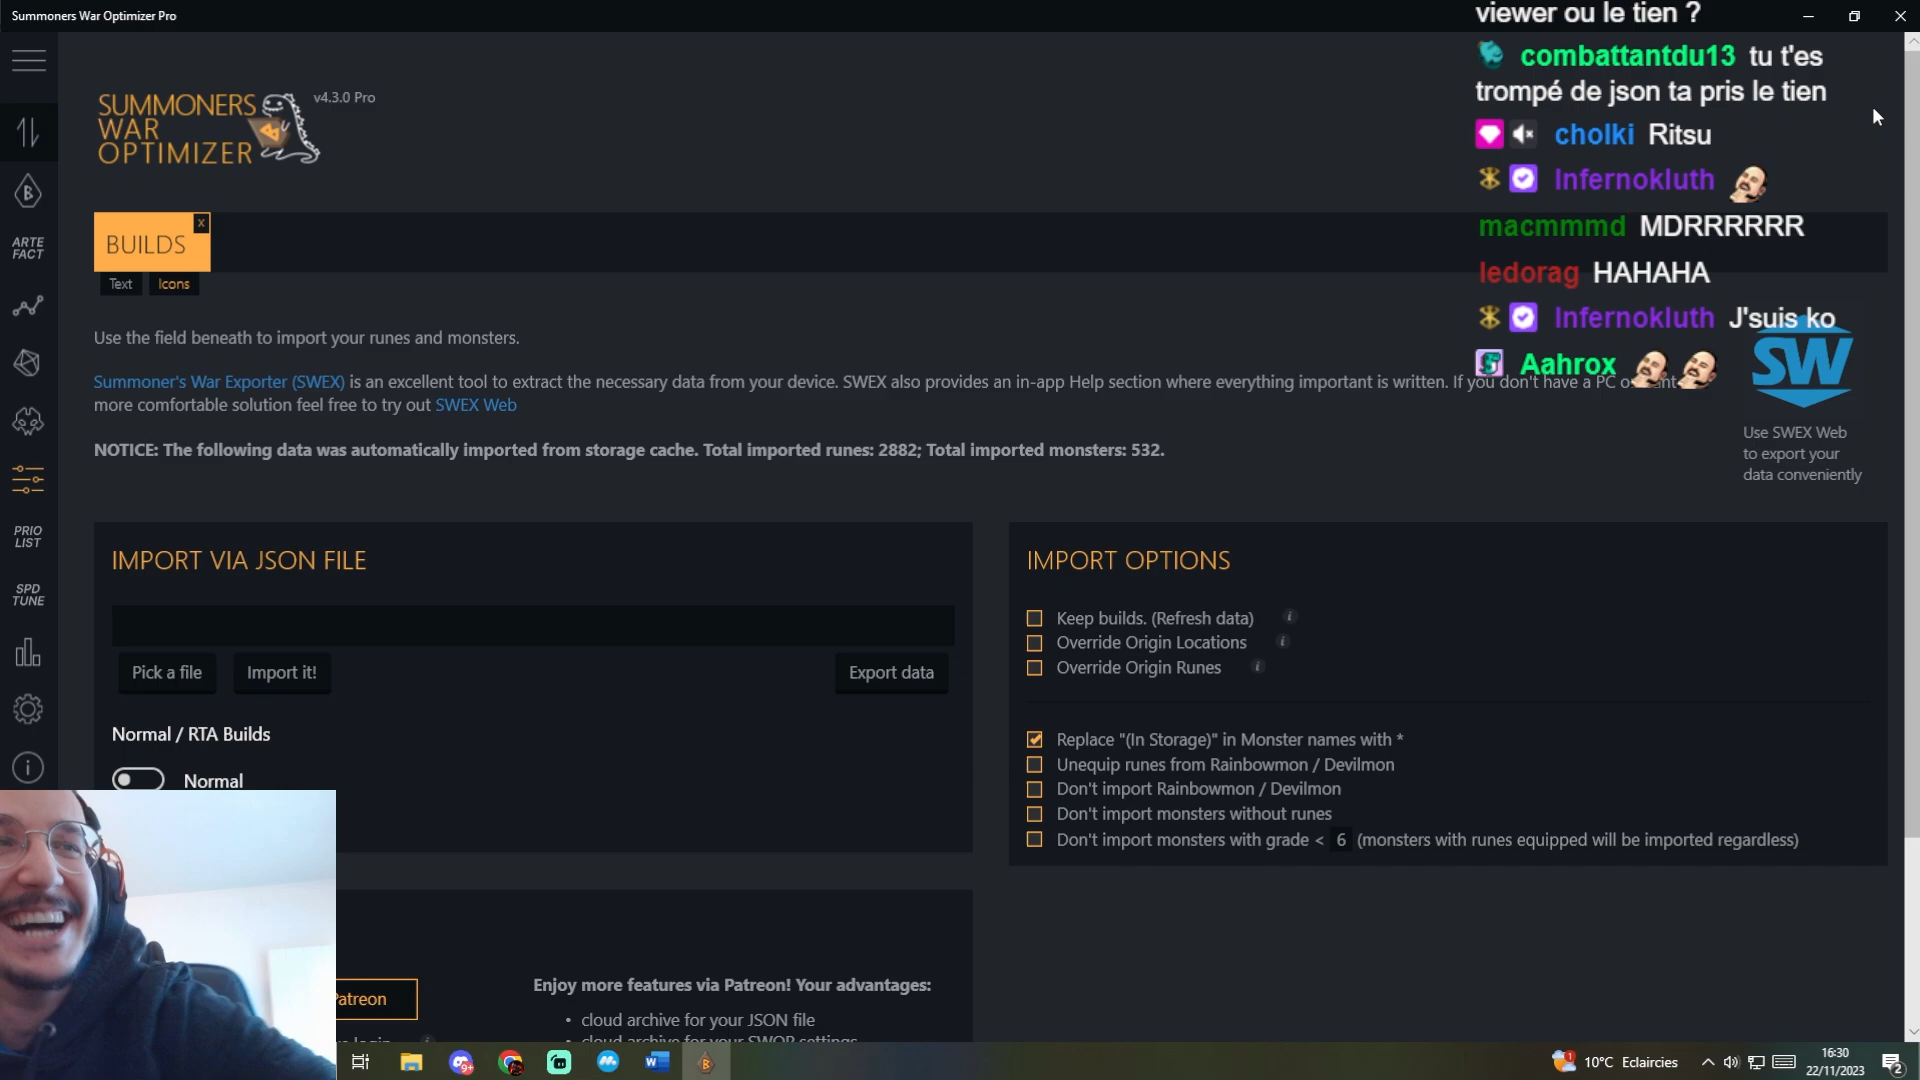 Summoners War Optimizer Pro
viewer ou le tien ?
combattantdu13 tu t'es
trompé de json ta pris le tien
cholki Ritsu
Infernokluth
macmmmd MDRRRRRR
ledorag HAHAHA
Infernokluth J'suis ko
Aahrox
SUMMONERS
WAR
OPTIMIZER
v4.3.0 Pro
ARTE
FACT
PRIO
LIST
SPD
TUNE
BUILDS
x
Text Icons
Use the field beneath to import your runes and monsters.
Summoner's War Exporter (SWEX) is an excellent tool to extract the necessary data from your device. SWEX also provides an in-app Help section where everything important is written. If you don't have a PC
more comfortable solution feel free to try out SWEX Web
NOTICE: The following data was automatically imported from storage cache. Total imported runes: 2882; Total imported monsters: 532.
SW
Use SWEX Web
to export your
data conveniently
IMPORT VIA JSON FILE
Pick a file Import it! Export data
Normal / RTA Builds
Normal
IMPORT OPTIONS
Keep builds. (Refresh data)
Override Origin Locations
Override Origin Runes
Replace "(In Storage)" in Monster names with *
Unequip runes from Rainbowmon / Devilmon
Don't import Rainbowmon / Devilmon
Don't import monsters without runes
Don't import monsters with grade < 6 (monsters with runes equipped will be imported regardless)
Patreon
Enjoy more features via Patreon! Your advantages:
• cloud archive for your JSON file
• cloud archive for your SWOP settings
10°C Eclaircies
16:30
22/11/2023